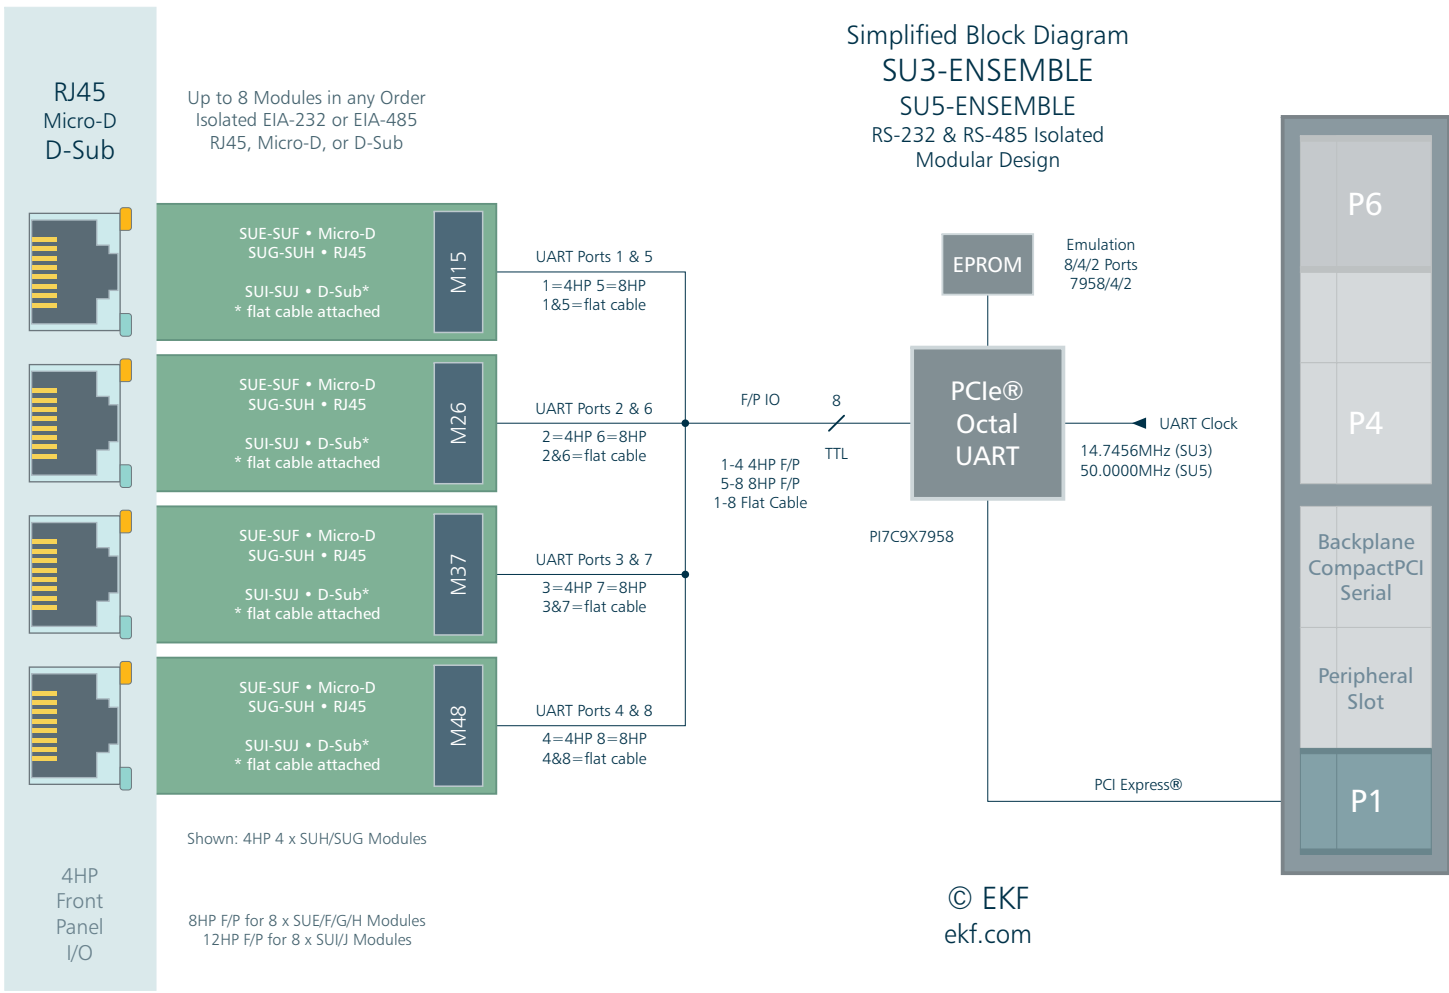 Simplified Block Diagram
SU3-ENSEMBLE
SU5-ENSEMBLE
RS-232 & RS-485 Isolated
Modular Design
RJ45
Micro-D
D-Sub
Up to 8 Modules in any Order
Isolated EIA-232 or EIA-485
RJ45, Micro-D, or D-Sub
SUE-SUF • Micro-D
SUG-SUH • RJ45
SUI-SUJ • D-Sub*
* flat cable attached
M15
UART Ports 1 & 5
1=4HP 5=8HP
1&5=flat cable
SUE-SUF • Micro-D
SUG-SUH • RJ45
SUI-SUJ • D-Sub*
* flat cable attached
M26
UART Ports 2 & 6
2=4HP 6=8HP
2&6=flat cable
SUE-SUF • Micro-D
SUG-SUH • RJ45
SUI-SUJ • D-Sub*
* flat cable attached
M37
UART Ports 3 & 7
3=4HP 7=8HP
3&7=flat cable
SUE-SUF • Micro-D
SUG-SUH • RJ45
SUI-SUJ • D-Sub*
* flat cable attached
M48
UART Ports 4 & 8
4=4HP 8=8HP
4&8=flat cable
F/P IO
8
TTL
1-4 4HP F/P
5-8 8HP F/P
1-8 Flat Cable
EPROM
Emulation
8/4/2 Ports
7958/4/2
PCIe®
Octal
UART
PI7C9X7958
UART Clock
14.7456MHz (SU3)
50.0000MHz (SU5)
PCI Express®
P6
P4
Backplane
CompactPCI
Serial
Peripheral
Slot
P1
Shown: 4HP 4 x SUH/SUG Modules
8HP F/P for 8 x SUE/F/G/H Modules
12HP F/P for 8 x SUI/J Modules
4HP
Front
Panel
I/O
© EKF
ekf.com